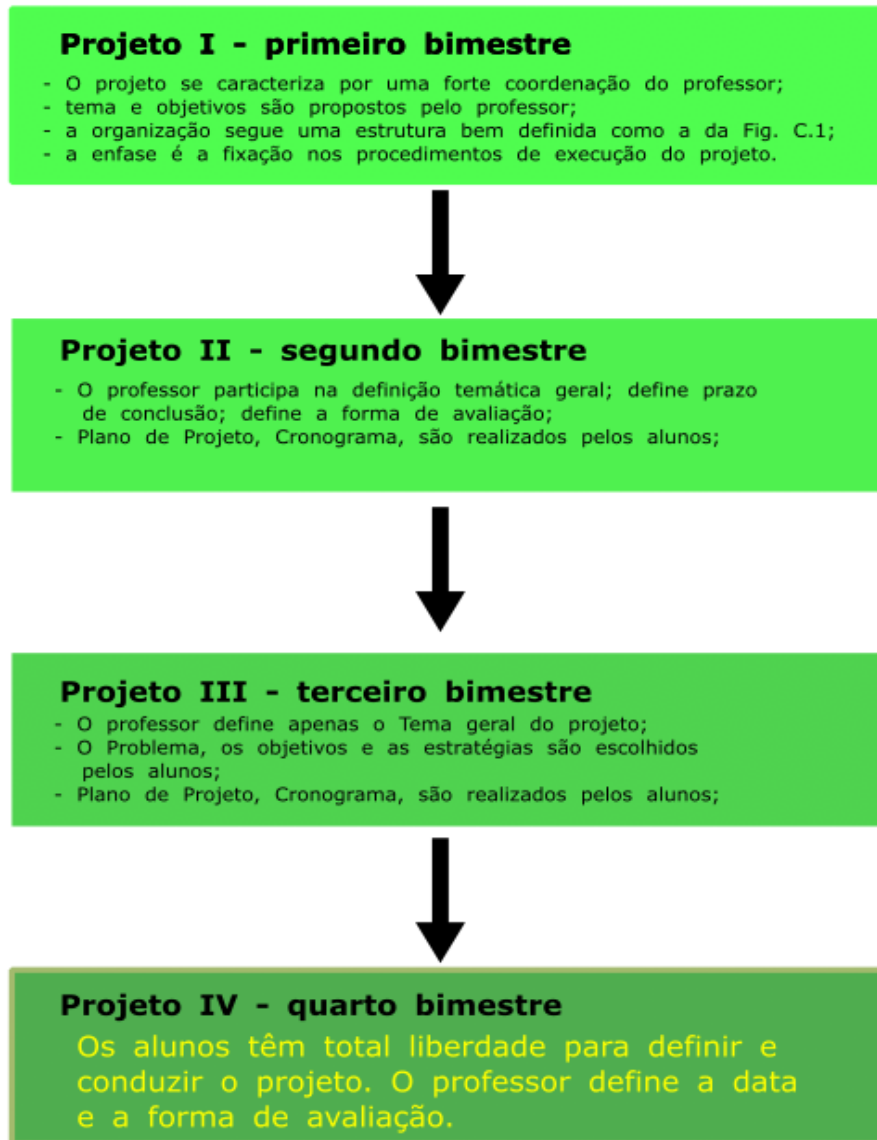 Projeto I - primeiro bimestre
- O projeto se caracteriza por uma forte coordenação do professor;
- tema e objetivos são propostos pelo professor;
- a organização segue uma estrutura bem definida como a da Fig. C.1;
- a enfase é a fixação nos procedimentos de execução do projeto.
Projeto II - segundo bimestre
- O professor participa na definição temática geral; define prazo
de conclusão; define a forma de avaliação;
- Plano de Projeto, Cronograma, são realizados pelos alunos;
Projeto III - terceiro bimestre
- O professor define apenas o Tema geral do projeto;
- O Problema, os objetivos e as estratégias são escolhidos
pelos alunos;
- Plano de Projeto, Cronograma, são realizados pelos alunos;
Projeto IV - quarto bimestre
Os alunos têm total liberdade para definir e
conduzir o projeto. O professor define a data
e a forma de avaliação.